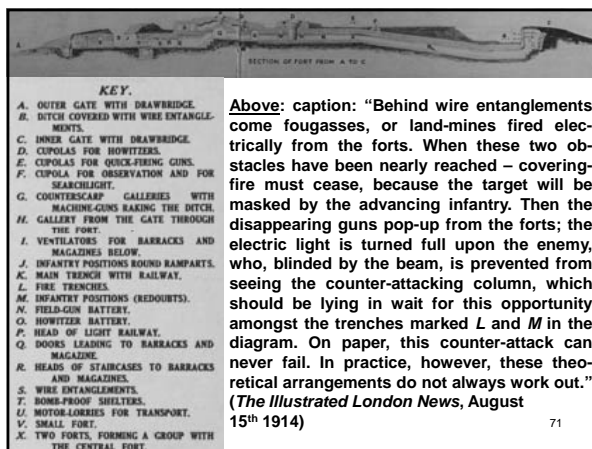 SECTION OF FORT FROM A TO C
KEY.
A. OUTER GATE WITH DRAWBRIDGE.
B. DITCH COVERED WITH WIRE ENTANGLE-
MENTS.
C. INNER GATE WITH DRAWBRIDGE.
D. CUPOLAS FOR HOWITZERS.
E. CUPOLAS FOR QUICK-FIRING GUNS.
F. CUPOLA FOR OBSERVATION AND FOR
SEARCHLIGHT.
G. COUNTERSCARP GALLERIES WITH
MACHINE-GUNS RAKING THE DITCH.
H. GALLERY FROM THE GATE THROUGH
THE FORT.
I. VENTILATORS FOR BARRACKS AND
MAGAZINES BELOW.
J. INFANTRY POSITIONS ROUND RAMPARTS.
K. MAIN TRENCH WITH RAILWAY.
L. FIRE TRENCHES.
M. INFANTRY POSITIONS (REDOUBTS).
N. FIELD-GUN BATTERY.
O. HOWITZER BATTERY.
P. HEAD OF LIGHT RAILWAY.
Q. DOORS LEADING TO BARRACKS AND
MAGAZINE.
R. HEADS OF STAIRCASES TO BARRACKS
AND MAGAZINES.
S. WIRE ENTANGLEMENTS.
T. BOMB-PROOF SHELTERS.
U. MOTOR-LORRIES FOR TRANSPORT.
V. SMALL FORT.
X. TWO FORTS, FORMING A GROUP WITH
THE CENTRAL FORT.
Above: caption: “Behind wire entanglements
come fougasses, or land-mines fired elec-
trically from the forts. When these two ob-
stacles have been nearly reached – covering-
fire must cease, because the target will be
masked by the advancing infantry. Then the
disappearing guns pop-up from the forts; the
electric light is turned full upon the enemy,
who, blinded by the beam, is prevented from
seeing the counter-attacking column, which
should be lying in wait for this opportunity
amongst the trenches marked L and M in the
diagram. On paper, this counter-attack can
never fail. In practice, however, these theo-
retical arrangements do not always work out.”
(The Illustrated London News, August
15th 1914)
71